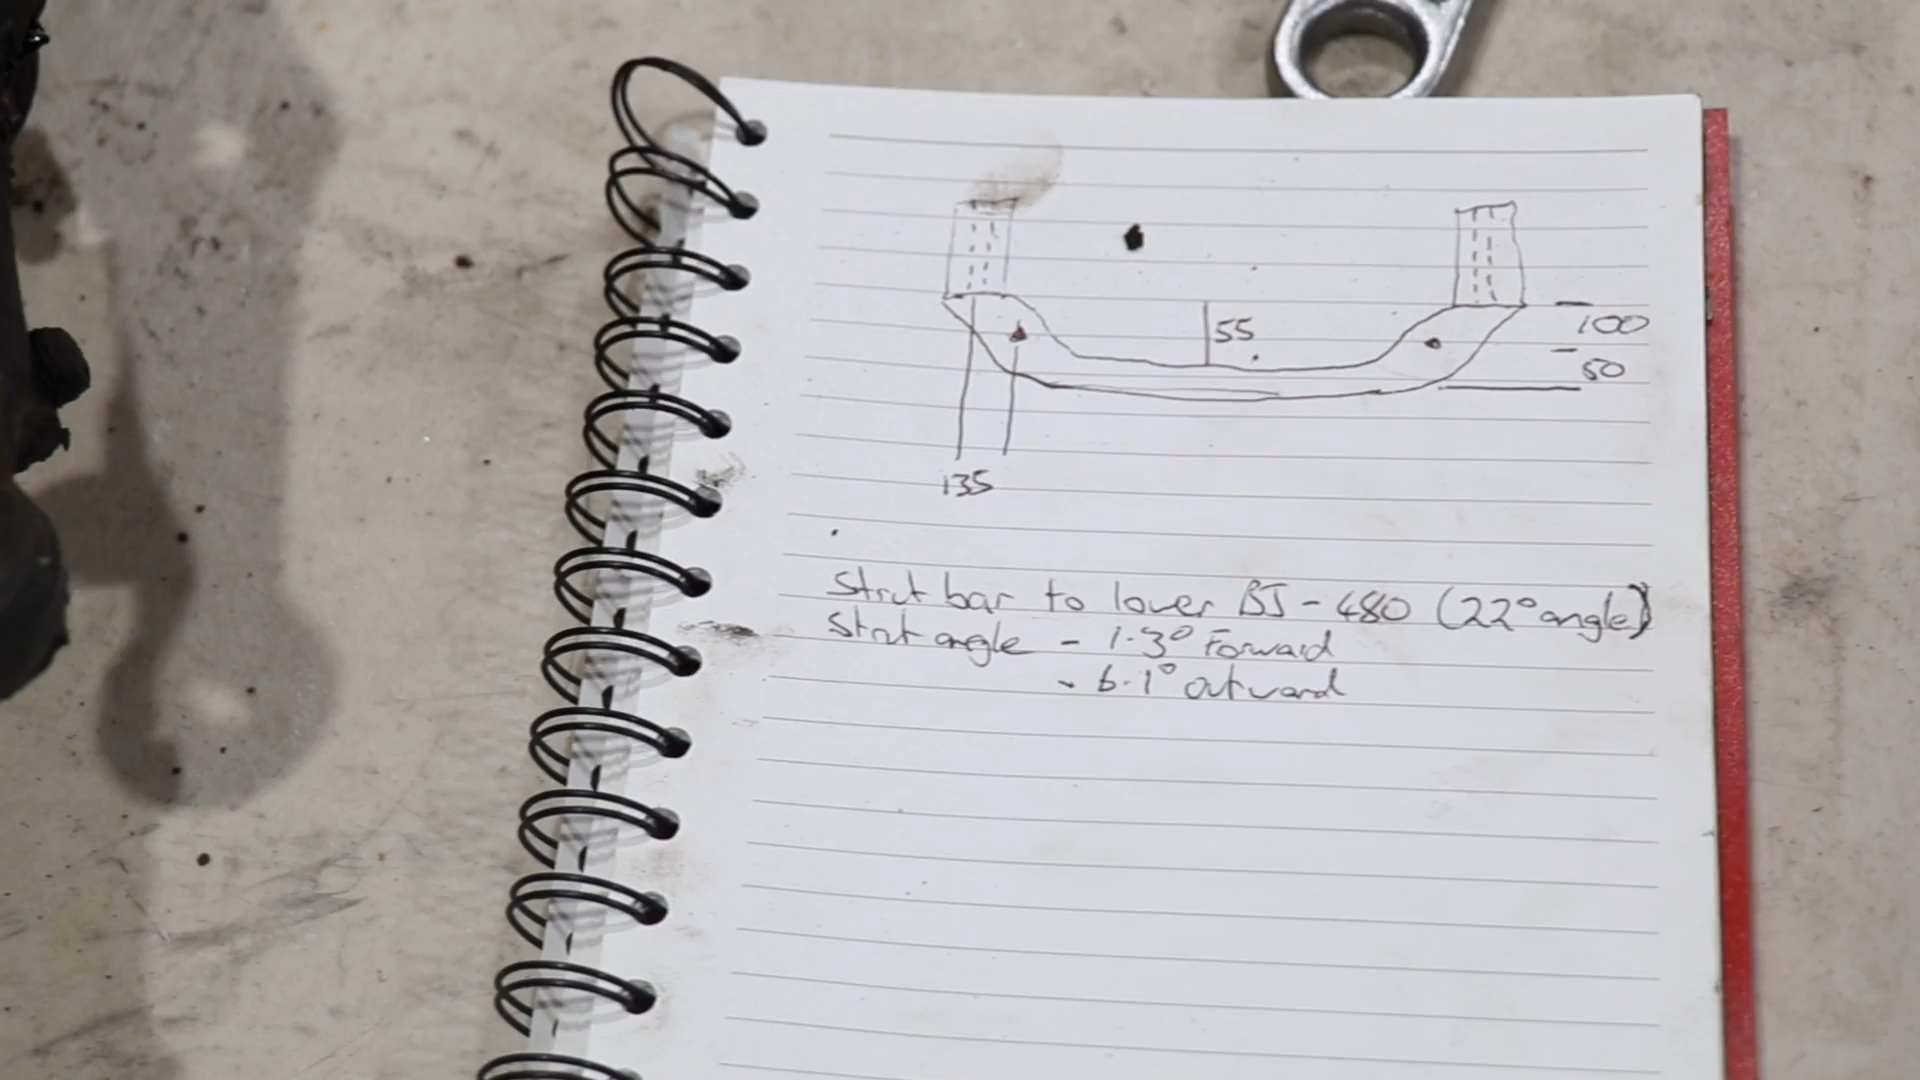 55
100
50
135
Strut bar to lower BJ - 480 (22° angle)
Strut angle - 1.3° Forward
- 6.1° outward